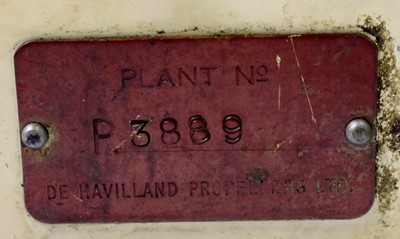 PLANT No
P.3889
DE HAVILLAND PROPELLERS LTD.